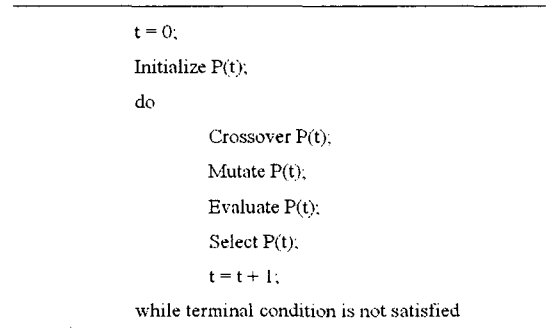 t = 0;
Initialize P(t);
do
Crossover P(t);
Mutate P(t);
Evaluate P(t);
Select P(t);
t = t + 1;
while terminal condition is not satisfied